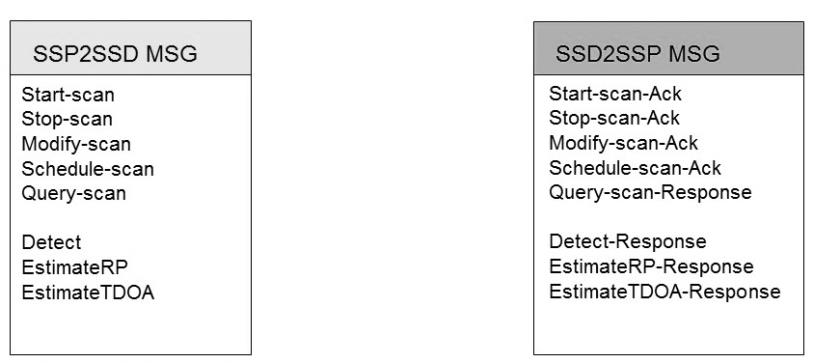 SSP2SSD MSG
Start-scan
Stop-scan
Modify-scan
Schedule-scan
Query-scan
Detect
EstimateRP
EstimateTDOA
SSD2SSP MSG
Start-scan-Ack
Stop-scan-Ack
Modify-scan-Ack
Schedule-scan-Ack
Query-scan-Response
Detect-Response
EstimateRP-Response
EstimateTDOA-Response